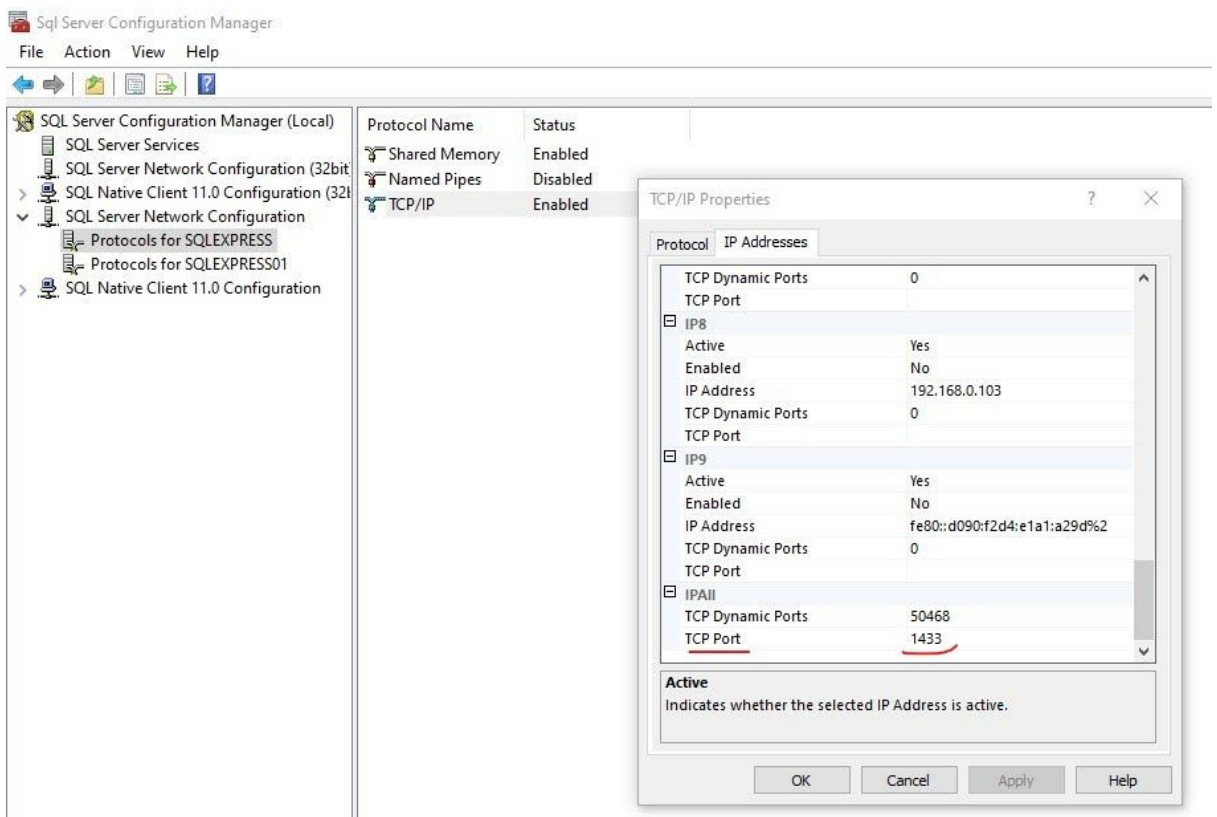 Sql Server Configuration Manager
File Action View Help
SQL Server Configuration Manager (Local)
SQL Server Services
SQL Server Network Configuration (32bit
SQL Native Client 11.0 Configuration (32b
SQL Server Network Configuration
Protocols for SQLEXPRESS
Protocols for SQLEXPRESS01
SQL Native Client 11.0 Configuration
Protocol Name Status
Shared Memory Enabled
Named Pipes Disabled
TCP/IP Enabled
TCP/IP Properties
Protocol IP Addresses
TCP Dynamic Ports 0
TCP Port
IP8
Active Yes
Enabled No
IP Address 192.168.0.103
TCP Dynamic Ports 0
TCP Port
IP9
Active Yes
Enabled No
IP Address fe80::d090:f2d4:e1a1:a29d%2
TCP Dynamic Ports 0
TCP Port
IPAll
TCP Dynamic Ports 50468
TCP Port 1433
Active
Indicates whether the selected IP Address is active.
OK Cancel Apply Help